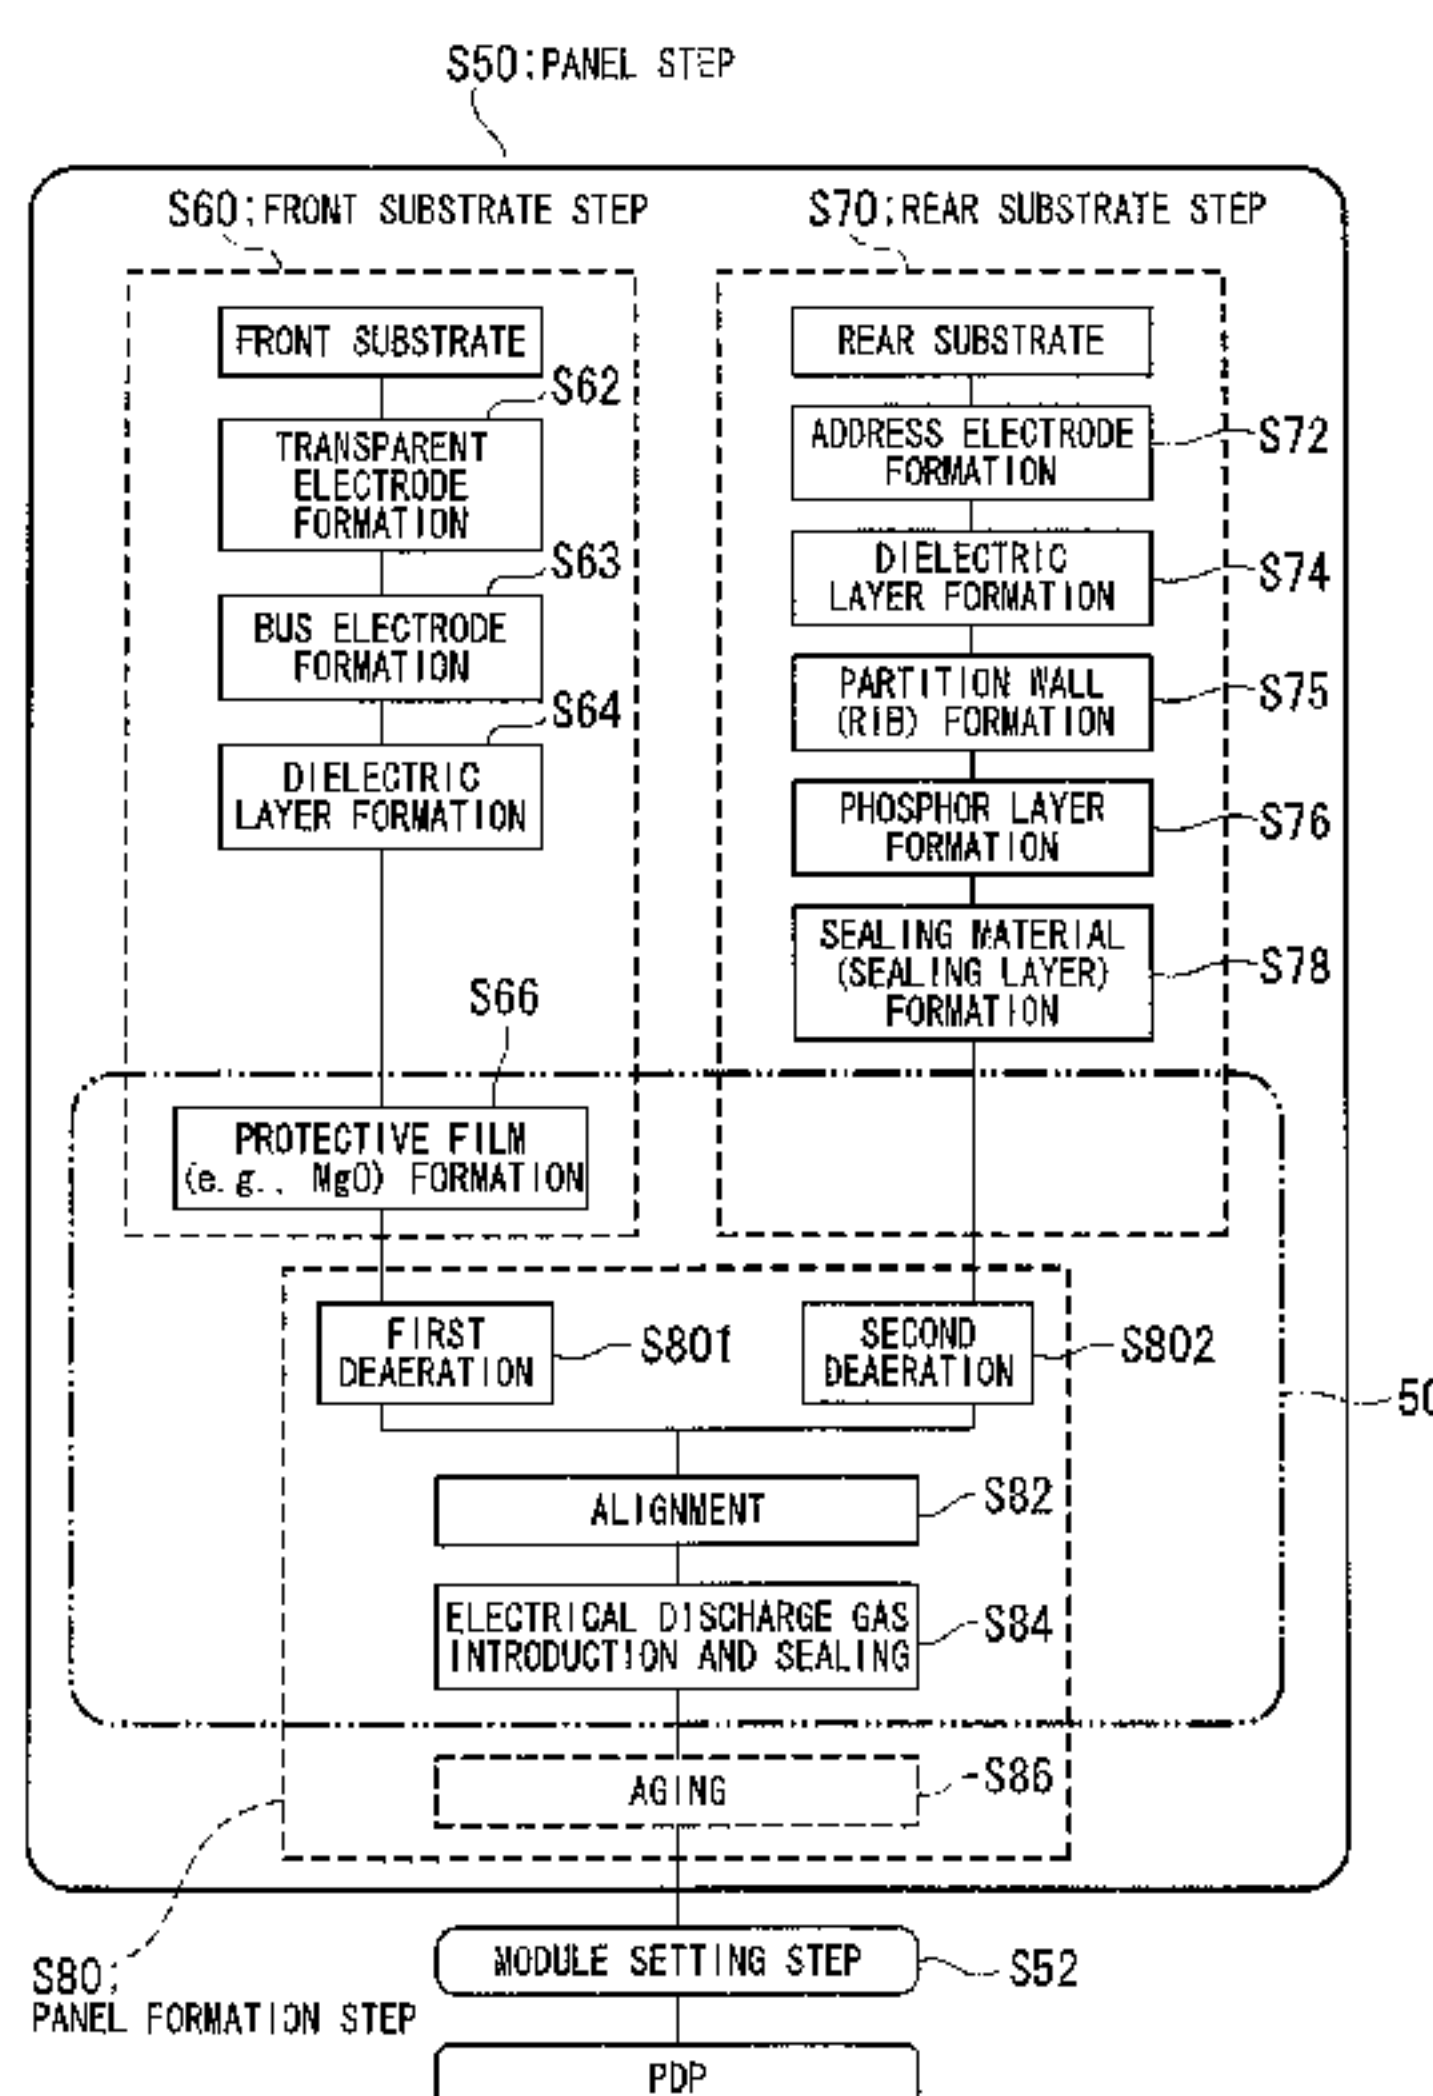 S50; PANEL STEP
S60; FRONT SUBSTRATE STEP
FRONT SUBSTRATE
S62
TRANSPARENT
ELECTRODE
FORMATION
S63
BUS ELECTRODE
FORMATION
S64
DIELECTRIC
LAYER FORMATION
S66
PROTECTIVE FILM
(e.g., MgO) FORMATION
S70; REAR SUBSTRATE STEP
REAR SUBSTRATE
ADDRESS ELECTRODE
FORMATION
S72
DIELECTRIC
LAYER FORMATION
S74
PARTITION WALL
(RIB) FORMATION
S75
PHOSPHOR LAYER
FORMATION
S76
SEALING MATERIAL
(SEALING LAYER)
FORMATION
S78
FIRST
DEAERATION
S801
SECOND
DEAERATION
S802
50
ALIGNMENT
S82
ELECTRICAL DISCHARGE GAS
INTRODUCTION AND SEALING
S84
AGING
S86
S80;
PANEL FORMATION STEP
MODULE SETTING STEP
S52
PDP